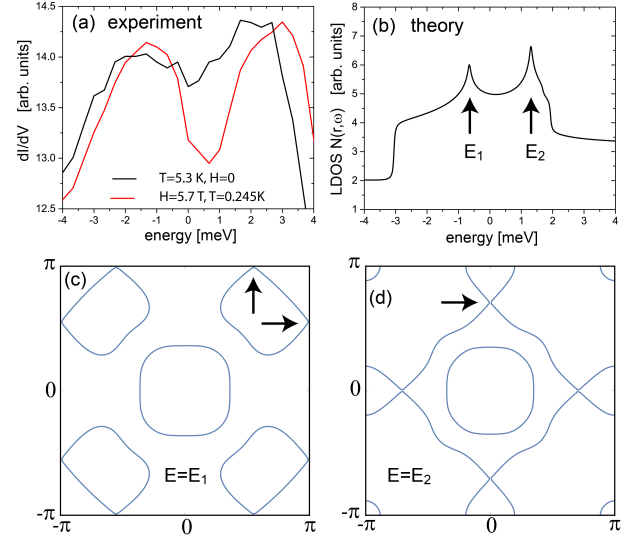 (a) experiment
dI/dV [arb. units]
14.5
14.0
13.5
13.0
12.5
T=5.3 K, H=0
H=5.7 T, T=0.245K
-4 -3 -2 -1 0 1 2 3 4
energy [meV]
(b) theory
LDOS N(r,ω) [arb. units]
8
7
6
5
4
3
2
1
0
E1 E2
-4 -3 -2 -1 0 1 2 3 4
energy [meV]
(c)
π
0
-π
E=E1
-π 0 π
(d)
π
0
-π
E=E2
-π 0 π